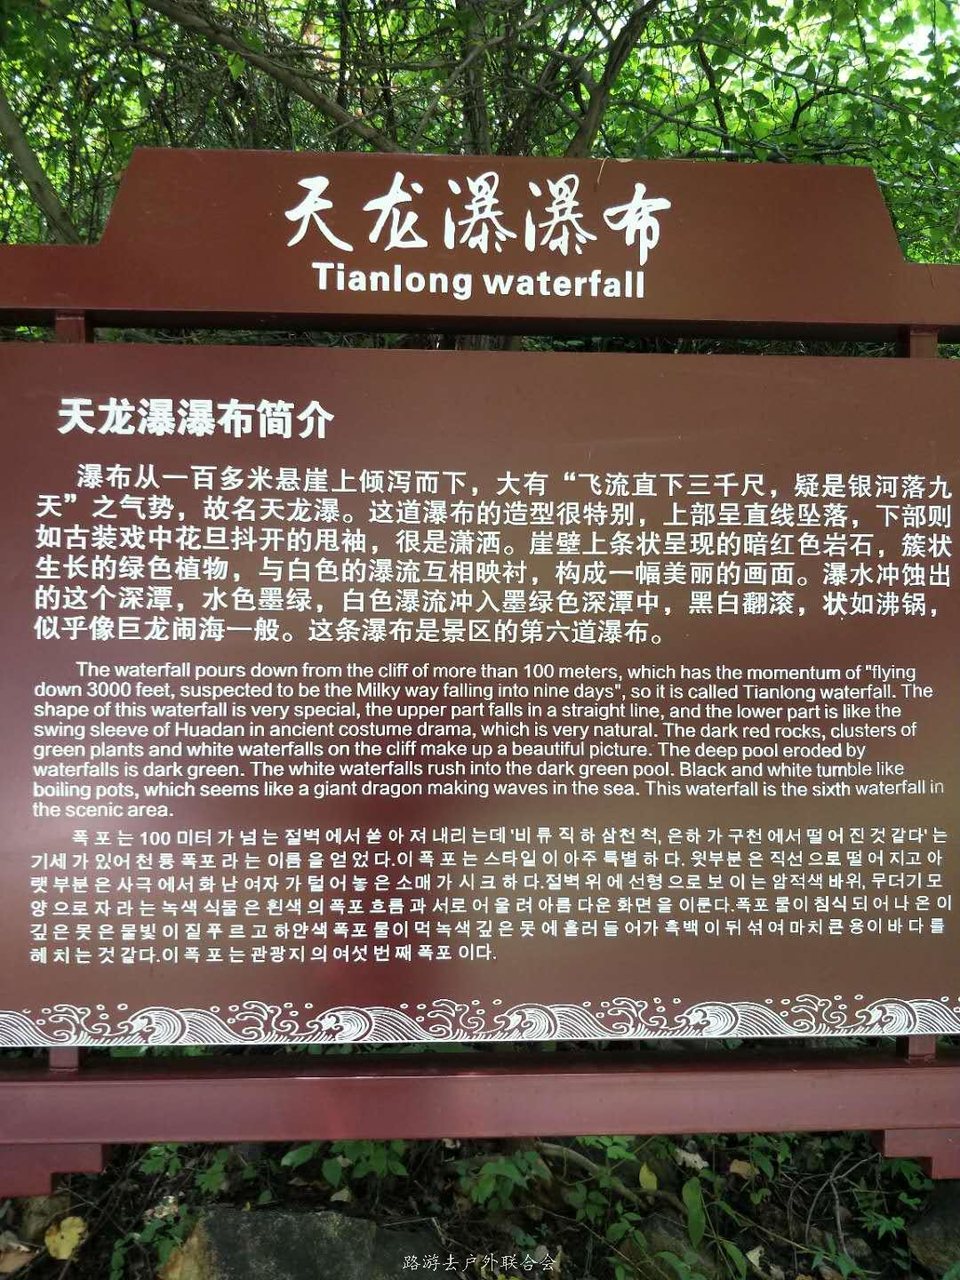 天龙瀑瀑布
Tianlong waterfall
天龙瀑瀑布简介
瀑布从一百多米悬崖上倾泻而下，大有“飞流直下三千尺，疑是银河落九
天”之气势，故名天龙瀑。这道瀑布的造型很特别，上部呈直线坠落，下部则
如古装戏中花旦抖开的甩袖，很是潇洒。崖壁上条状呈现的暗红色岩石，簇状
生长的绿色植物，与白色的瀑流互相映衬，构成一幅美丽的画面。瀑水冲蚀出
的这个深潭，水色墨绿，白色瀑流冲入墨绿色深潭中，黑白翻滚，状如沸锅，
似乎像巨龙闹海一般。这条瀑布是景区的第六道瀑布。
The waterfall pours down from the cliff of more than 100 meters, which has the momentum of "flying
down 3000 feet, suspected to be the Milky way falling into nine days", so it is called Tianlong waterfall. The
shape of this waterfall is very special, the upper part falls in a straight line, and the lower part is like the
swing sleeve of Huadan in ancient costume drama, which is very natural. The dark red rocks, clusters of
green plants and white waterfalls on the cliff make up a beautiful picture. The deep pool eroded by
waterfalls is dark green. The white waterfalls rush into the dark green pool. Black and white tumble like
boiling pots, which seems like a giant dragon making waves in the sea. This waterfall is the sixth waterfall in
the scenic area.
폭포는 100 미터가 넘는 절벽에서 쏟아져 내리는데 '비류직하 삼천척, 은하가 구천에서 떨어진것 같다' 는
기세가 있어 천룡 폭포라는 이름을 얻었다.이 폭포는 스타일이 아주 특별하다. 윗부분은 직선으로 떨어지고 아
랫부분은 사극에서 화난 여자가 털어놓은 소매가 시크하다.절벽 위에 선형으로 보이는 암적색 바위, 무더기 모
양으로 자라는 녹색 식물은 흰색의 폭포 흐름과 서로 어울려 아름다운 화면을 이룬다.폭포 물이 침식되어 나온 이
깊은 못은 물빛이 짙푸르고 하얀색 폭포 물이 먹녹색 깊은 못에 흘러들어가 흑백이 뒤섞여 마치 큰 용이 바다를
헤치는 것 같다.이 폭포는 관광지의 여섯번째 폭포이다.
路游去户外联合会